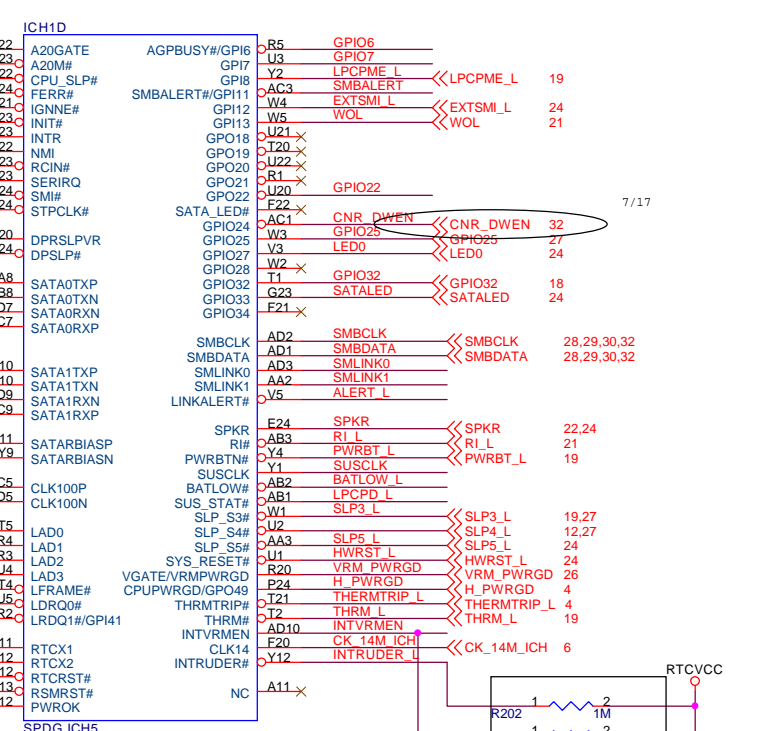 ICH1D
A20GATE AGPBUSY#/GPI6 R5 GPIO6
A20M# GPI7 U3 GPIO7
CPU_SLP# GPI8 Y2 LPCPME_L LPCPME_L 19
FERR# SMBALERT#/GPI11 AC3 SMBALERT
IGNNE# GPI12 W4 EXTSMI_L EXTSMI_L 24
INIT# GPI13 W5 WOL WOL 21
INTR GPO18 U21
NMI GPO19 T20
RCIN# GPO20 U22
SERIRQ GPO21 R1
SMI# GPO22 U20 GPIO22
7/17
STPCLK# SATA_LED# F22
GPIO24 AC1 CNR_DWEN CNR_DWEN 32
DPRSLPVR GPIO25 W3 GPIO25 GPIO25 27
DPSLP# GPIO27 V3 LED0 LED0 24
GPIO28 W2
SATA0TXP GPIO32 T1 GPIO32 GPIO32 18
SATA0TXN GPIO33 G23 SATALED SATALED 24
SATA0RXN GPIO34 F21
SATA0RXP
SMBCLK AD2 SMBCLK SMBCLK 28,29,30,32
SMBDATA AD1 SMBDATA SMBDATA 28,29,30,32
SATA1TXP SMLINK0 AD3 SMLINK0
SATA1TXN SMLINK1 AA2 SMLINK1
SATA1RXN LINKALERT# V5 ALERT_L
SATA1RXP
SPKR E24 SPKR SPKR 22,24
SATARBIASP RI# AB3 RI_L RI_L 21
SATARBIASN PWRBTN# Y4 PWRBT_L PWRBT_L 19
SUSCLK Y1 SUSCLK
CLK100P BATLOW# AB2 BATLOW_L
CLK100N SUS_STAT# AB1 LPCPD_L
SLP_S3# W1 SLP3_L SLP3_L 19,27
LAD0 SLP_S4# U2 SLP4_L 12,27
LAD1 SLP_S5# AA3 SLP5_L SLP5_L 24
LAD2 SYS_RESET# U1 HWRST_L HWRST_L 24
LAD3 VGATE/VRMPWRGD R20 VRM_PWRGD VRM_PWRGD 26
LFRAME# CPUPWRGD/GPO49 P24 H_PWRGD H_PWRGD 4
LDRQ0# THRMTRIP# T21 THERMTRIP_L THERMTRIP_L 4
LRDQ1#/GPI41 THRM# T2 THRM_L THRM_L 19
INTVRMEN AD10 INTVRMEN
RTCX1 CLK14 F20 CK_14M_ICH CK_14M_ICH 6
RTCX2 INTRUDER# Y12 INTRUDER_L
RTCRST# RTCVCC
RSMRST# NC A11
PWROK
R202 1 2 1M
1 2
SPDG ICH5